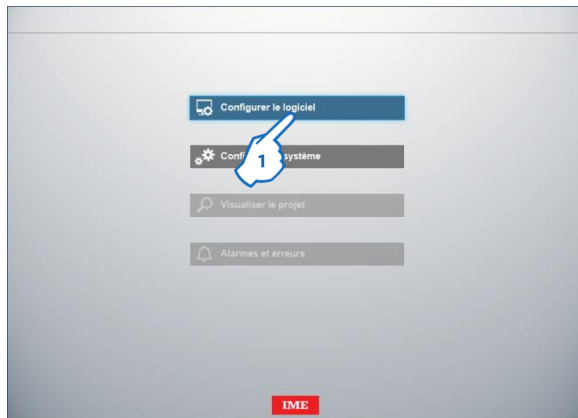 Configurer le logiciel
Conf système
1
Visualiser le projet
Alarmes et erreurs
IME